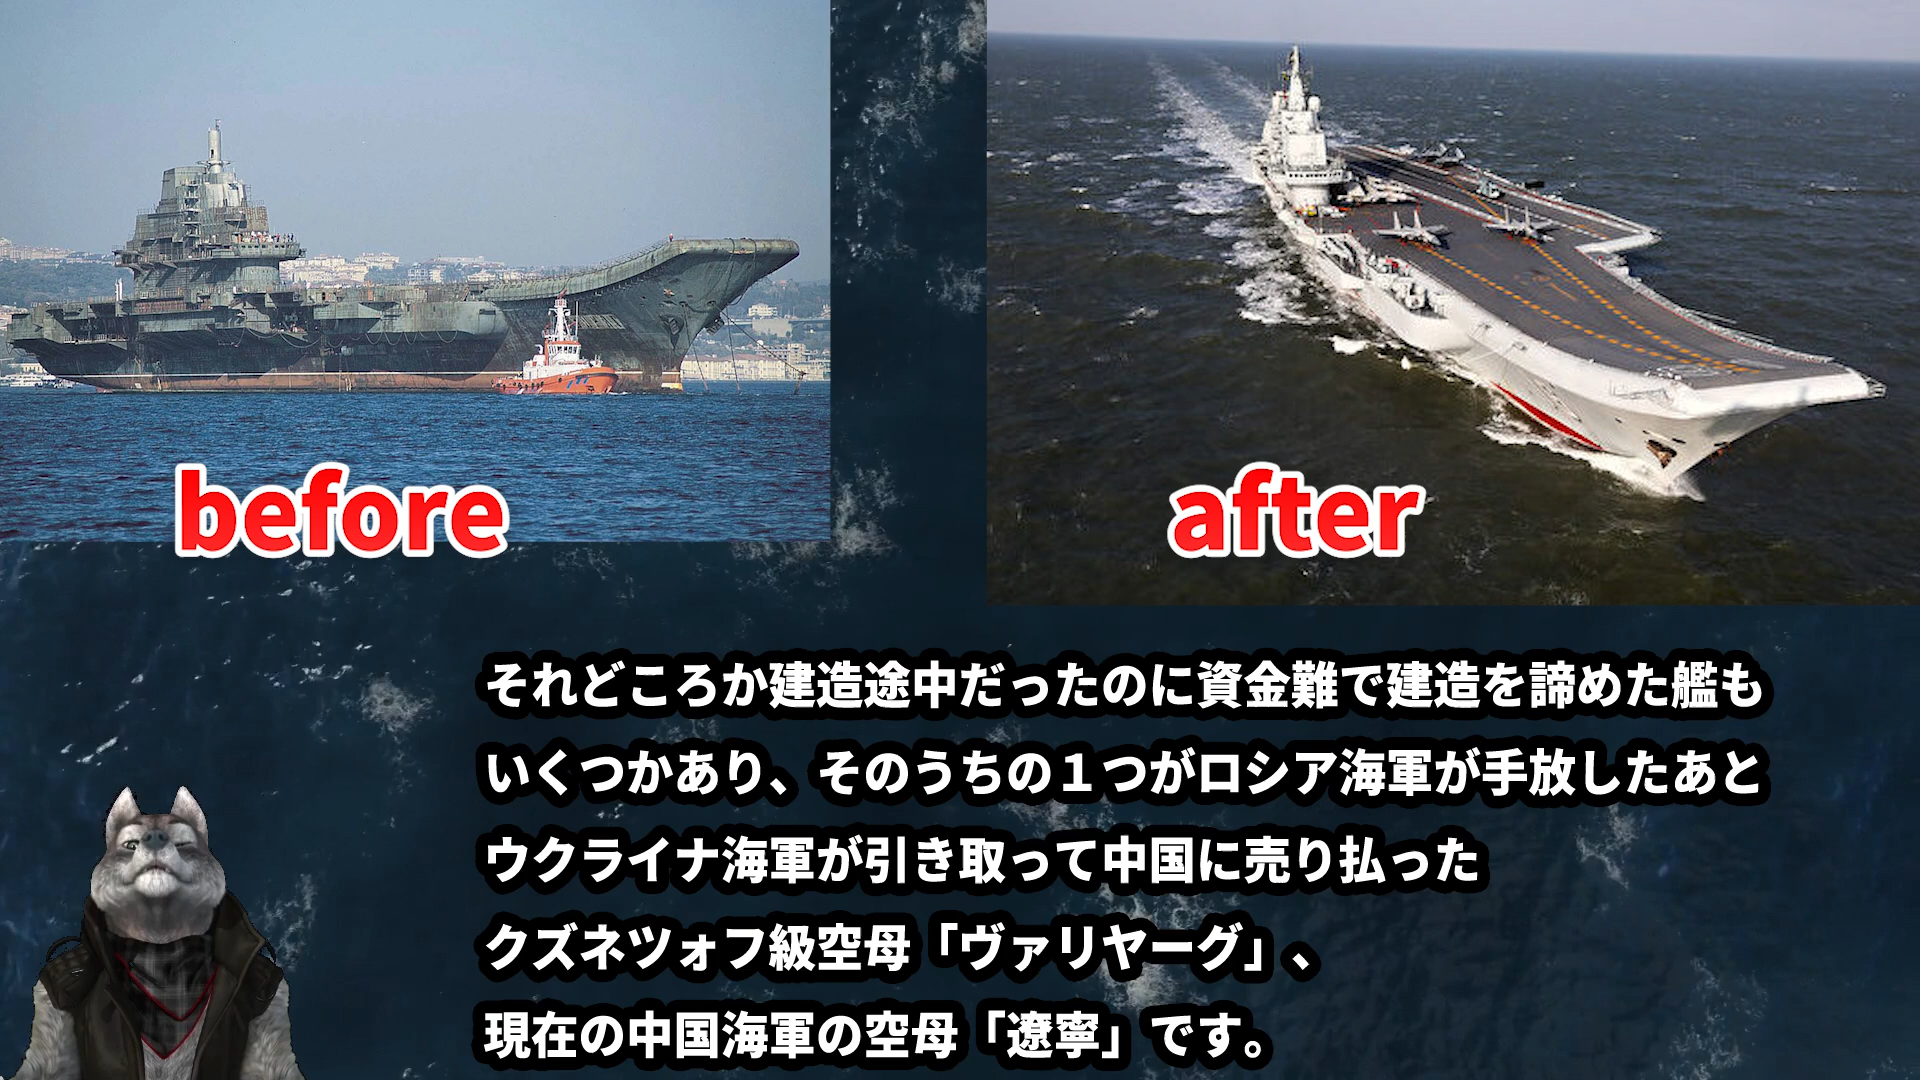 before
after
それどころか建造途中だったのに資金難で建造を諦めた艦も
いくつかあり、そのうちの１つがロシア海軍が手放したあと
ウクライナ海軍が引き取って中国に売り払った
クズネツォフ級空母「ヴァリヤーグ」、
現在の中国海軍の空母「遼寧」です。